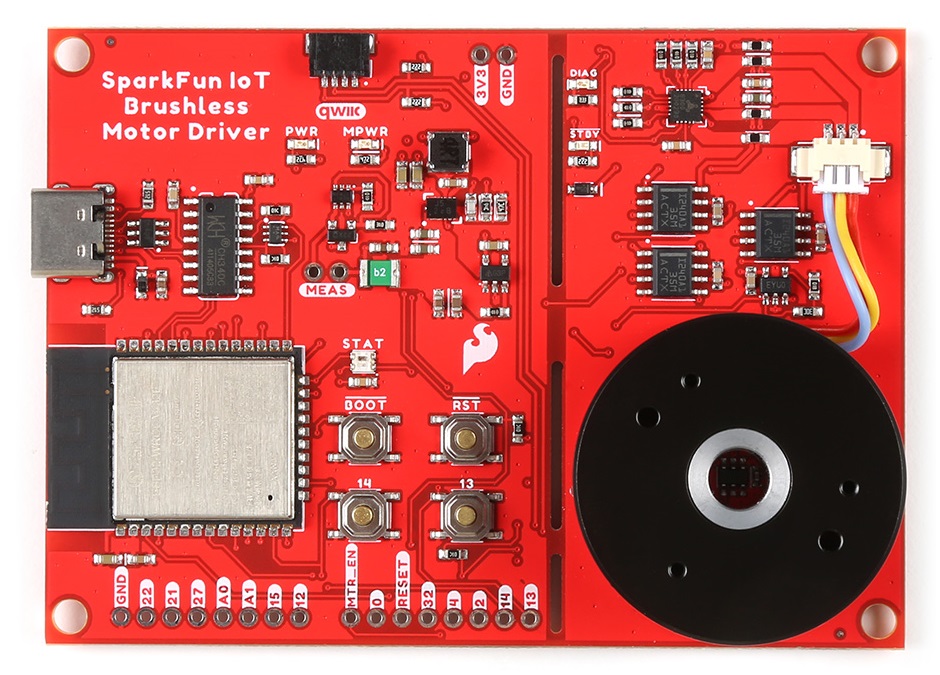 SparkFun IoT
Brushless
Motor Driver
qwiic
3V3
GND
DIAG
STBY
PWR
MPWR
MEAS
b2
STAT
BOOT
RST
14
13
GND
22
21
27
A0
A1
15
12
MTR_EN
0
RESET
32
4
2
14
13